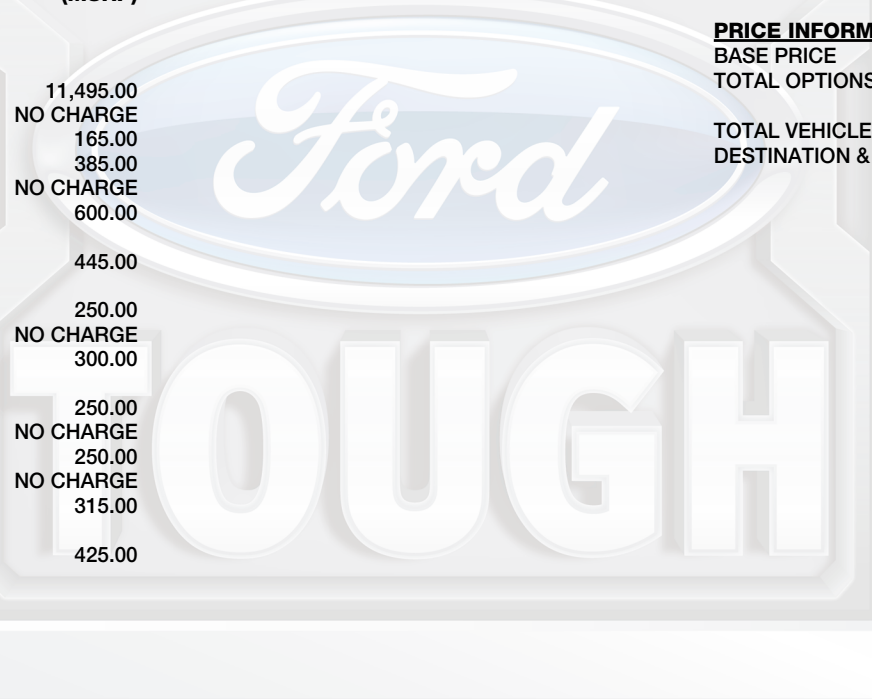 11,495.00
NO CHARGE
165.00
385.00
NO CHARGE
600.00
445.00
250.00
NO CHARGE
300.00
250.00
NO CHARGE
250.00
NO CHARGE
315.00
425.00
PRICE INFORM
BASE PRICE
TOTAL OPTIONS
TOTAL VEHICLE
DESTINATION &
Ford
TOUGH